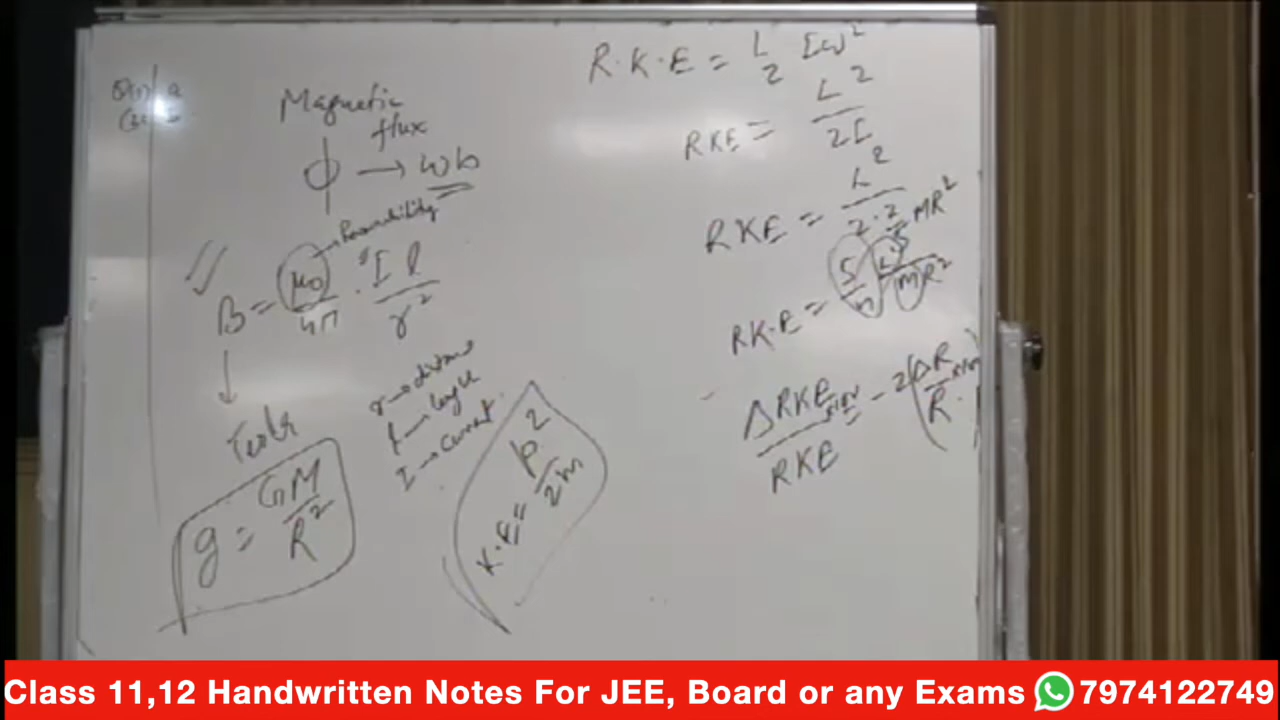 Magnetic
flux
ϕ → wb
Permeability
B = μ0/4π · I l/r²
Tesla
g = GM/R²
r → distance
l → length
I → Current
K.E = P²/2m
R.K.E = 1/2 Iω²
RKE = L²/2I
RKE = L²/2·2/5 MR²
RK.E = 5/4 L²/MR²
ΔRKE/RKE ×100 = -2(ΔR/R ×100)
Class 11,12 Handwritten Notes For JEE, Board or any Exams 7974122749